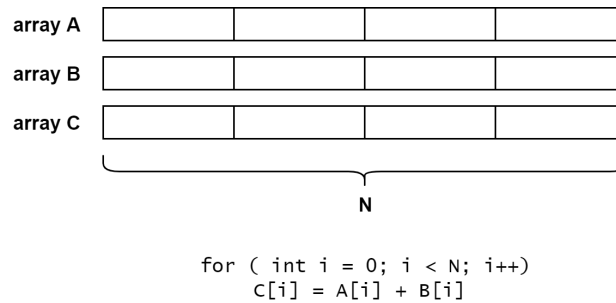 array A
array B
array C
N
for ( int i = 0; i < N; i++)
C[i] = A[i] + B[i]